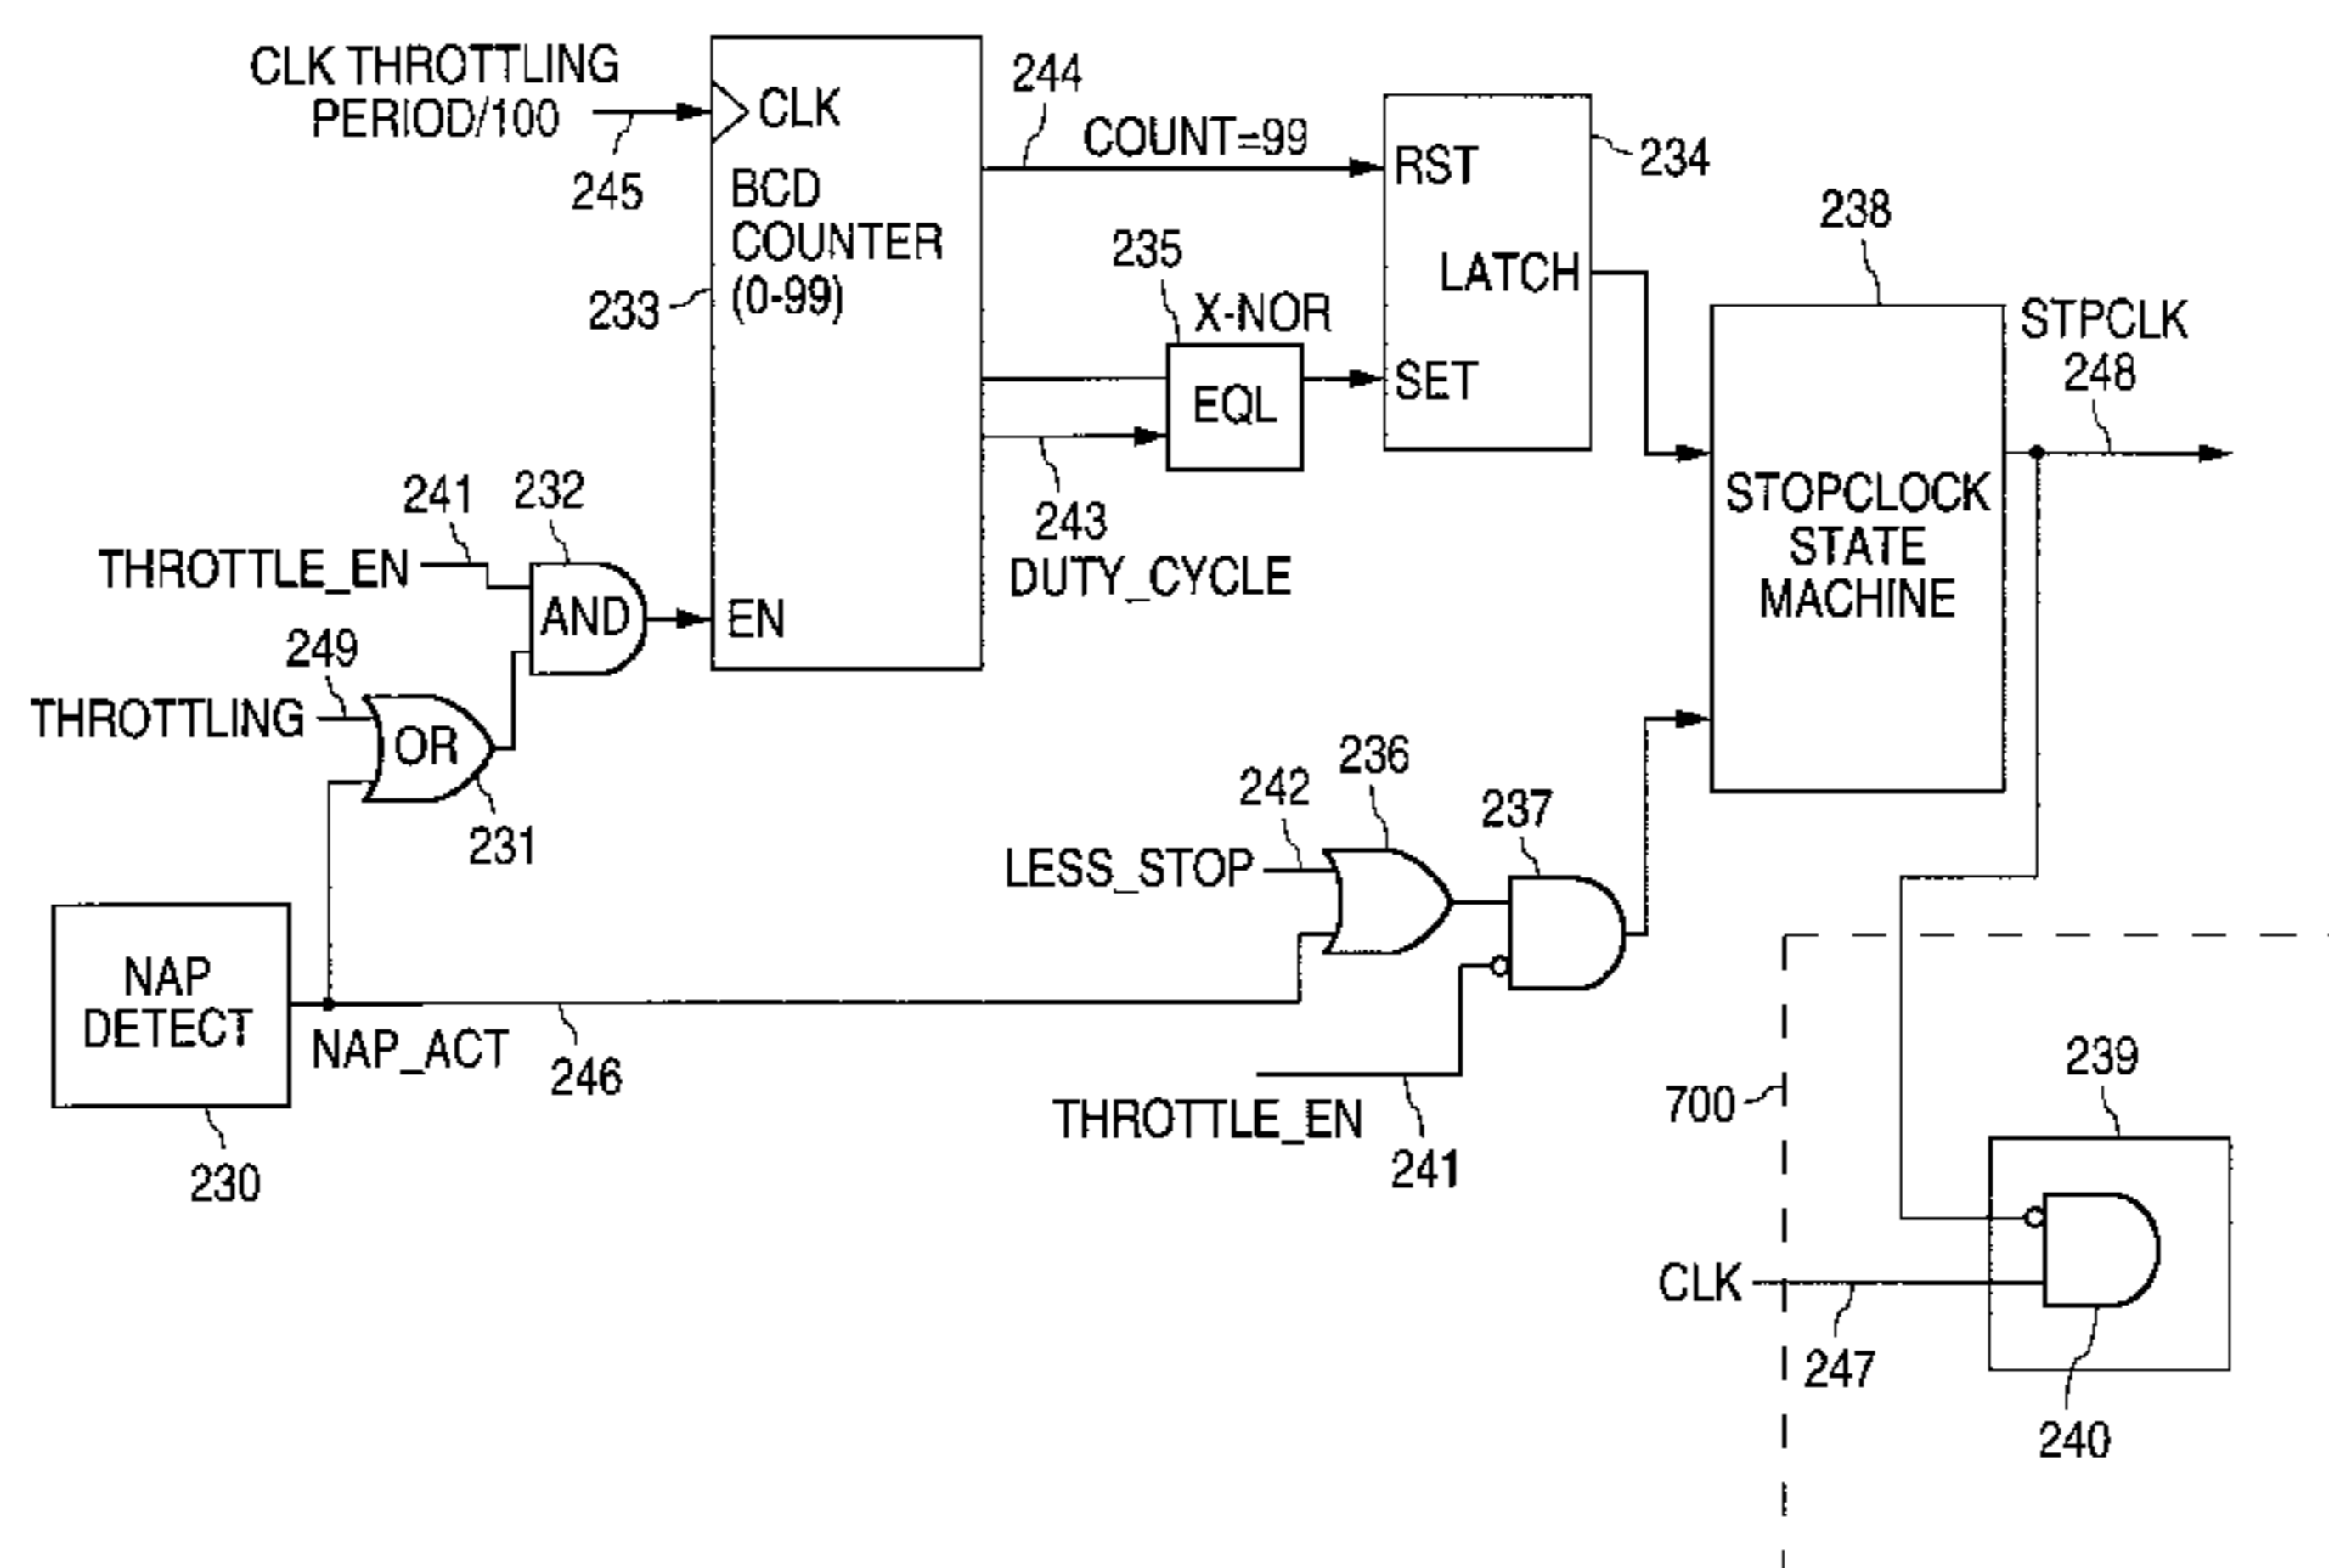 CLK THROTTLING
PERIOD/100
245
CLK
BCD
COUNTER
(0-99)
233
EN
244
COUNT=99
RST
234
LATCH
SET
235
X-NOR
EQL
243
DUTY_CYCLE
238
STOPCLOCK
STATE
MACHINE
STPCLK
248
241
232
THROTTLE_EN
AND
249
THROTTLING
OR
231
NAP
DETECT
230
NAP_ACT
246
242
236
LESS_STOP
237
THROTTLE_EN
241
700
239
CLK
247
240